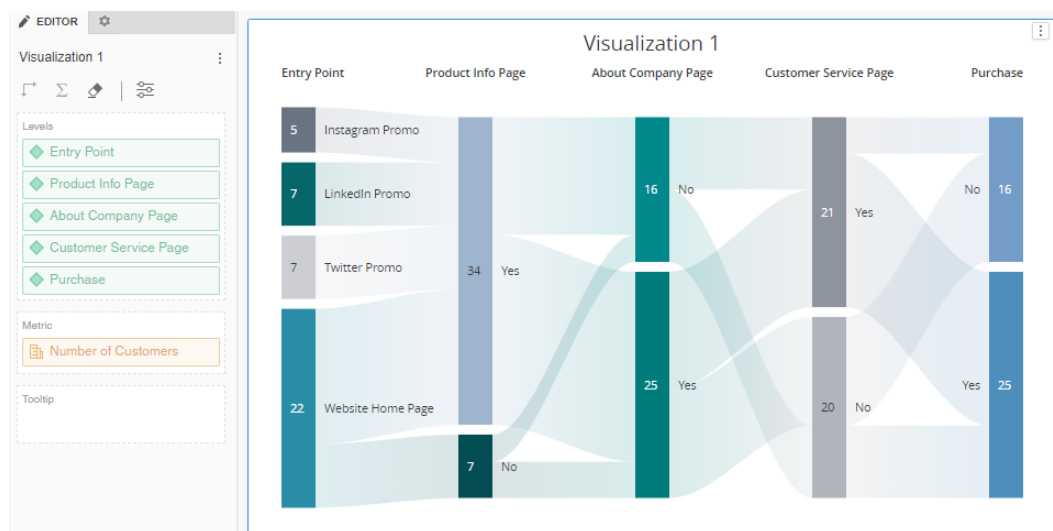 EDITOR
Visualization 1
Levels
Entry Point
Product Info Page
About Company Page
Customer Service Page
Purchase
Metric
Number of Customers
Tooltip
Visualization 1
Entry Point Product Info Page About Company Page Customer Service Page Purchase
5 Instagram Promo
7 LinkedIn Promo
7 Twitter Promo
22 Website Home Page
34 Yes
7 No
16 No
25 Yes
21 Yes
20 No
No 16
Yes 25